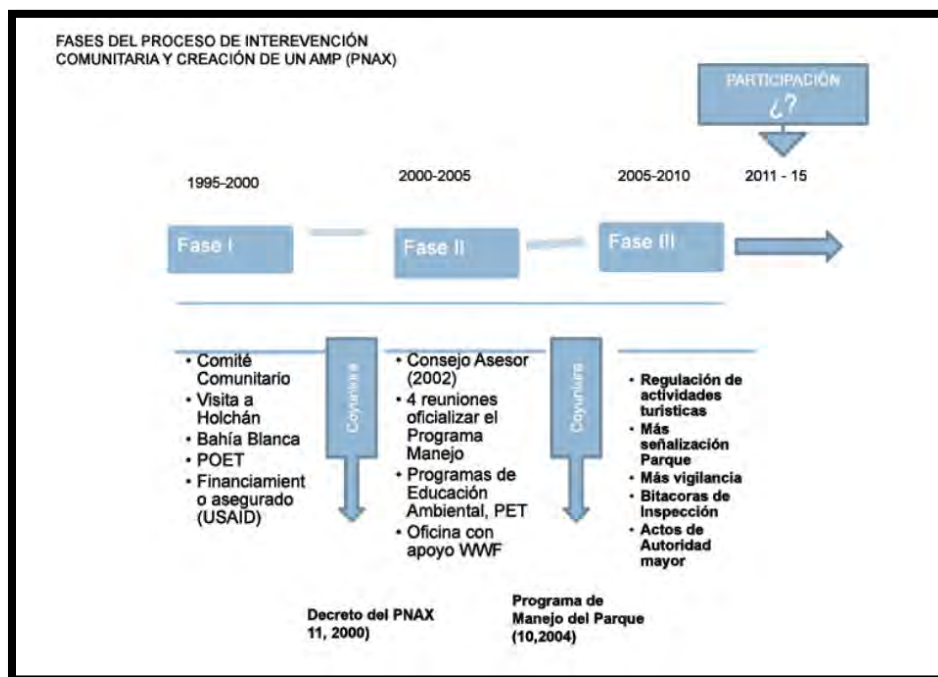 FASES DEL PROCESO DE INTEREVENCIÓN
COMUNITARIA Y CREACIÓN DE UN AMP (PNAX)
PARTICIPACIÓN
¿?
1995-2000
2000-2005
2005-2010
2011 - 15
Fase I
Fase II
Fase III
• Comité
Comunitario
• Visita a
Holchán
• Bahía Blanca
• POET
• Financiamient
o asegurado
(USAID)
Coyuntura
• Consejo Asesor
(2002)
• 4 reuniones
oficializar el
Programa
Manejo
• Programas de
Educación
Ambiental, PET
• Oficina con
apoyo WWF
Coyuntura
• Regulación de
actividades
turisticas
• Más
señalización
Parque
• Más vigilancia
• Bitacoras de
Inspección
• Actos de
Autoridad
mayor
Decreto del PNAX
11, 2000)
Programa de
Manejo del Parque
(10,2004)